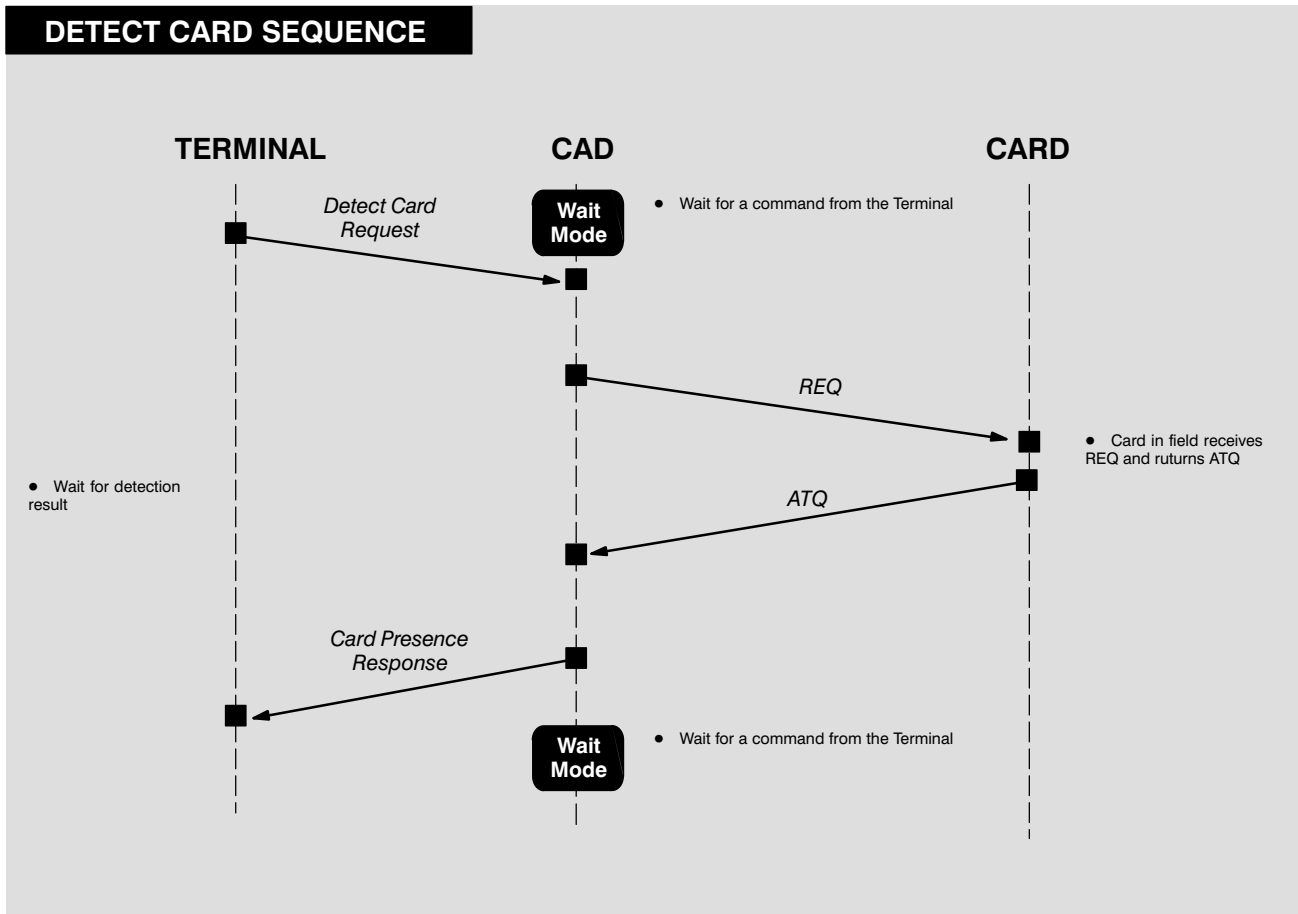 DETECT CARD SEQUENCE
TERMINAL
CAD
CARD
Detect Card
Request
Wait
Mode
● Wait for a command from the Terminal
REQ
● Card in field receives
REQ and ruturns ATQ
● Wait for detection
result
ATQ
Card Presence
Response
Wait
Mode
● Wait for a command from the Terminal